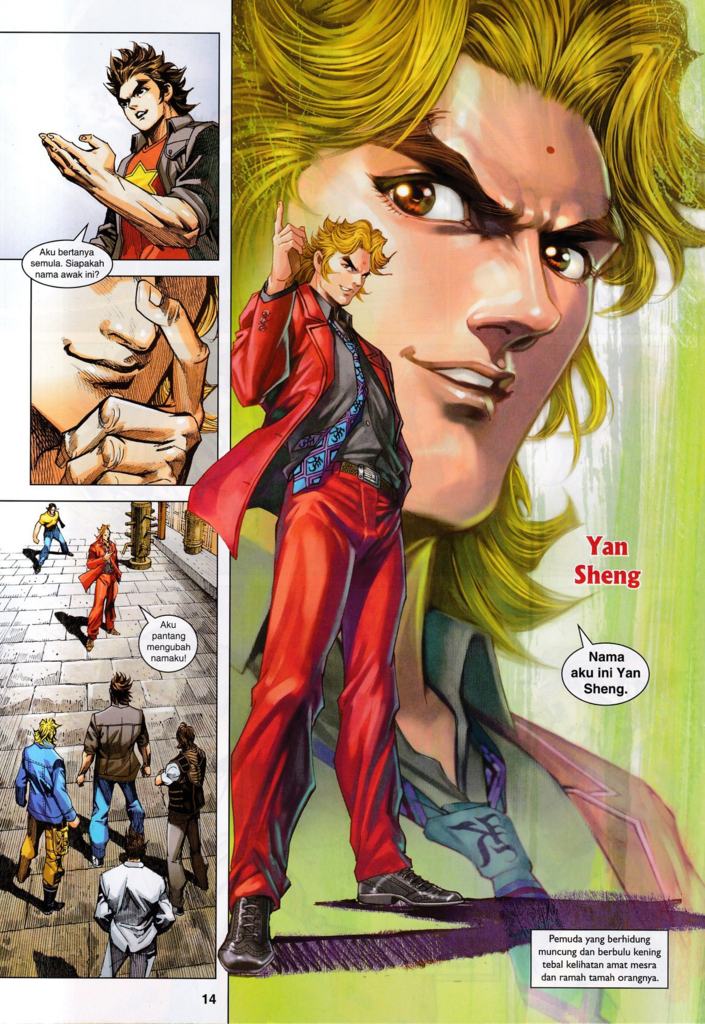 Aku bertanya
semula. Siapakah
nama awak ini?
Aku
pantang
mengubah
namaku!
Yan
Sheng
Nama
aku ini Yan
Sheng.
Pemuda yang berhidung
muncung dan berbulu kening
tebal kelihatan amat mesra
dan ramah tamah orangnya.
14